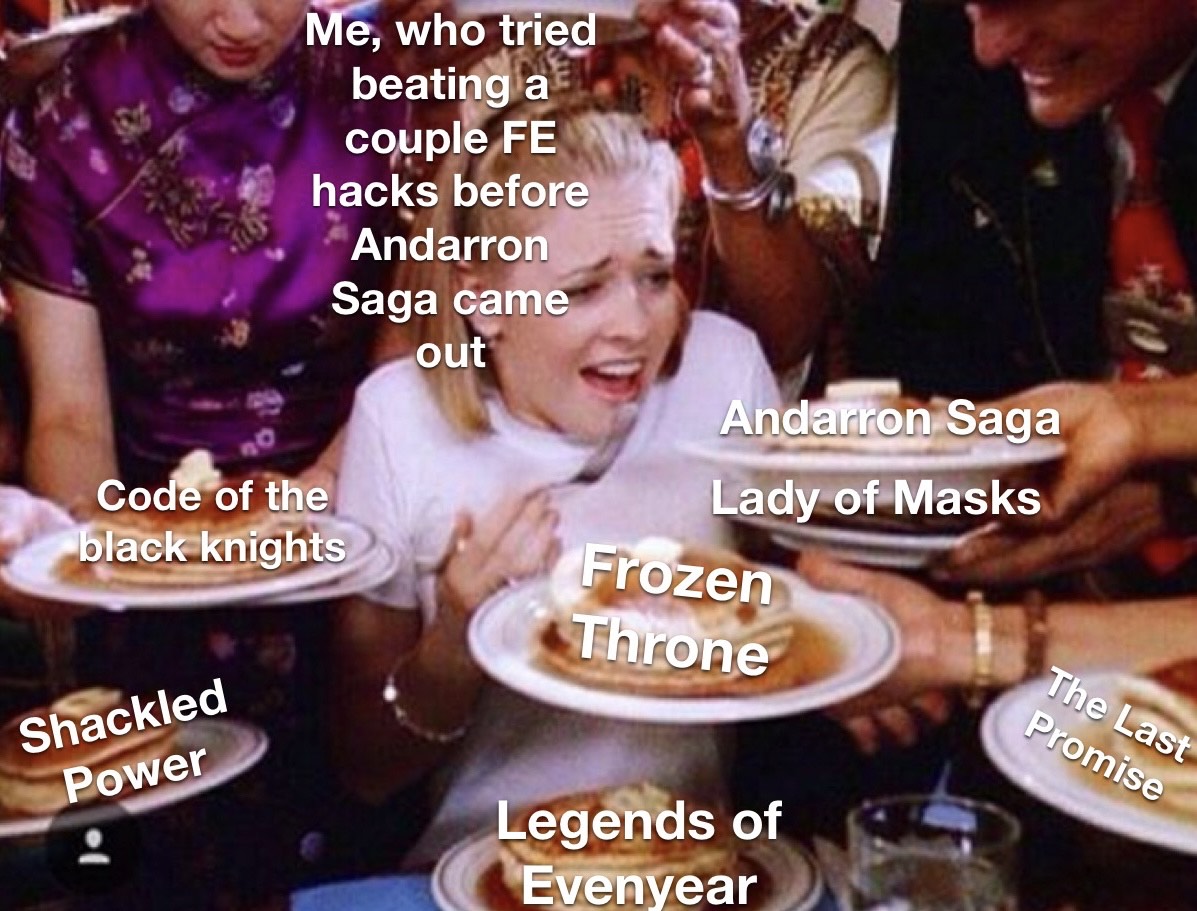 Me, who tried
beating a
couple FE
hacks before
Andarron
Saga came
out
Andarron Saga
Lady of Masks
Code of the
black knights
Frozen
Throne
The Last
Promise
Shackled
Power
Legends of
Evenyear